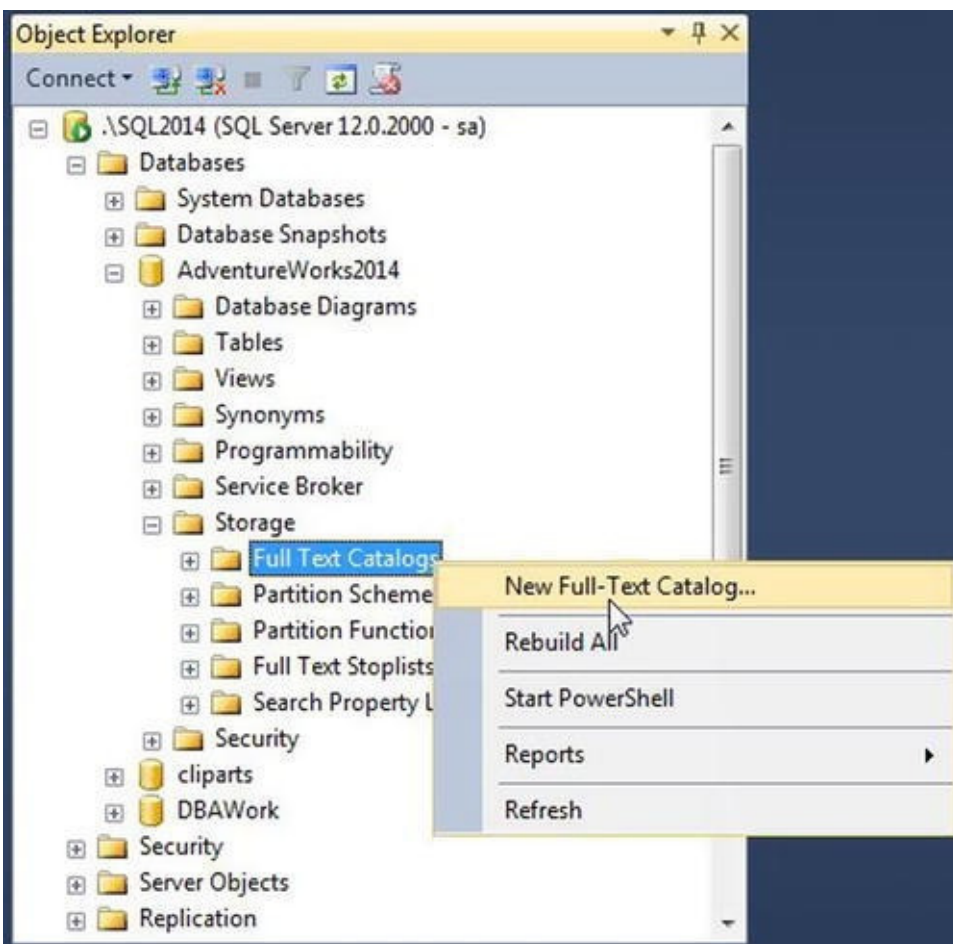 Object Explorer
Connect
.\SQL2014 (SQL Server 12.0.2000 - sa)
Databases
System Databases
Database Snapshots
AdventureWorks2014
Database Diagrams
Tables
Views
Synonyms
Programmability
Service Broker
Storage
Full Text Catalogs
New Full-Text Catalog...
Partition Scheme
Rebuild All
Partition Function
Full Text Stoplists
Start PowerShell
Search Property L
Security
Reports
cliparts
DBAWork
Refresh
Security
Server Objects
Replication